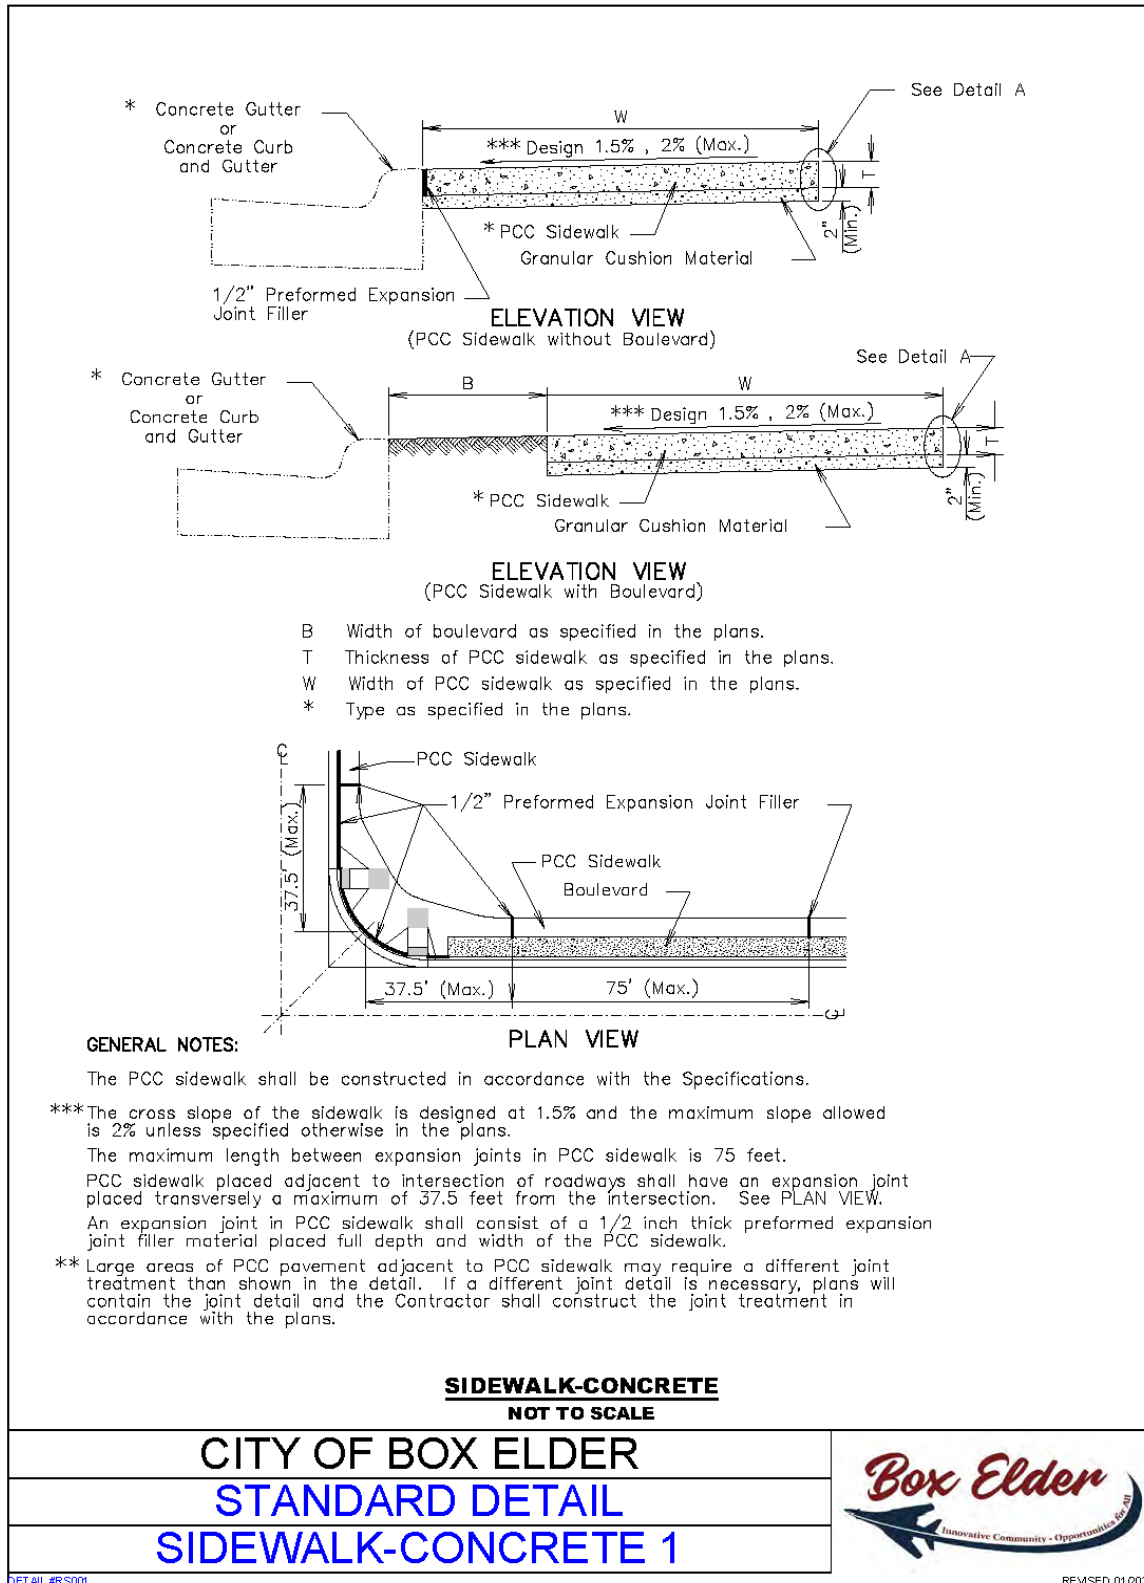 See Detail A
* Concrete Gutter
or
Concrete Curb
and Gutter
W
*** Design 1.5% , 2% (Max.)
T
2"
(Min.)
* PCC Sidewalk
Granular Cushion Material
1/2" Preformed Expansion
Joint Filler
ELEVATION VIEW
(PCC Sidewalk without Boulevard)
See Detail A
* Concrete Gutter
or
Concrete Curb
and Gutter
B
W
*** Design 1.5% , 2% (Max.)
T
2"
(Min.)
* PCC Sidewalk
Granular Cushion Material
ELEVATION VIEW
(PCC Sidewalk with Boulevard)
B Width of boulevard as specified in the plans.
T Thickness of PCC sidewalk as specified in the plans.
W Width of PCC sidewalk as specified in the plans.
* Type as specified in the plans.
PCC Sidewalk
1/2" Preformed Expansion Joint Filler
37.5' (Max.)
PCC Sidewalk
Boulevard
37.5' (Max.)
75' (Max.)
PLAN VIEW
GENERAL NOTES:
The PCC sidewalk shall be constructed in accordance with the Specifications.
*** The cross slope of the sidewalk is designed at 1.5% and the maximum slope allowed
is 2% unless specified otherwise in the plans.
The maximum length between expansion joints in PCC sidewalk is 75 feet.
PCC sidewalk placed adjacent to intersection of roadways shall have an expansion joint
placed transversely a maximum of 37.5 feet from the intersection. See PLAN VIEW.
An expansion joint in PCC sidewalk shall consist of a 1/2 inch thick preformed expansion
joint filler material placed full depth and width of the PCC sidewalk.
** Large areas of PCC pavement adjacent to PCC sidewalk may require a different joint
treatment than shown in the detail. If a different joint detail is necessary, plans will
contain the joint detail and the Contractor shall construct the joint treatment in
accordance with the plans.
SIDEWALK-CONCRETE
NOT TO SCALE
CITY OF BOX ELDER
STANDARD DETAIL
SIDEWALK-CONCRETE 1
Box Elder
Innovative Community - Opportunities for All
DETAIL #RS001
REVISED 01/20